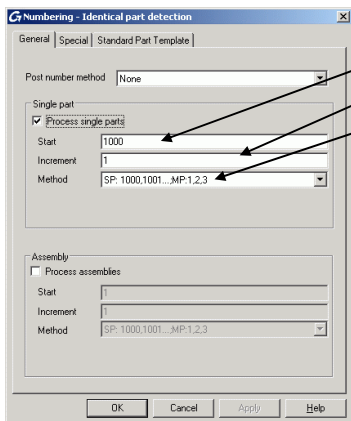 Numbering - Identical part detection
General Special Standard Part Template
Post number method None
Single part
Process single parts
Start 1000
Increment 1
Method SP: 1000,1001...;MP:1,2,3
Assembly
Process assemblies
Start 1
Increment 1
Method SP: 1000,1001...;MP:1,2,3
OK Cancel Apply Help